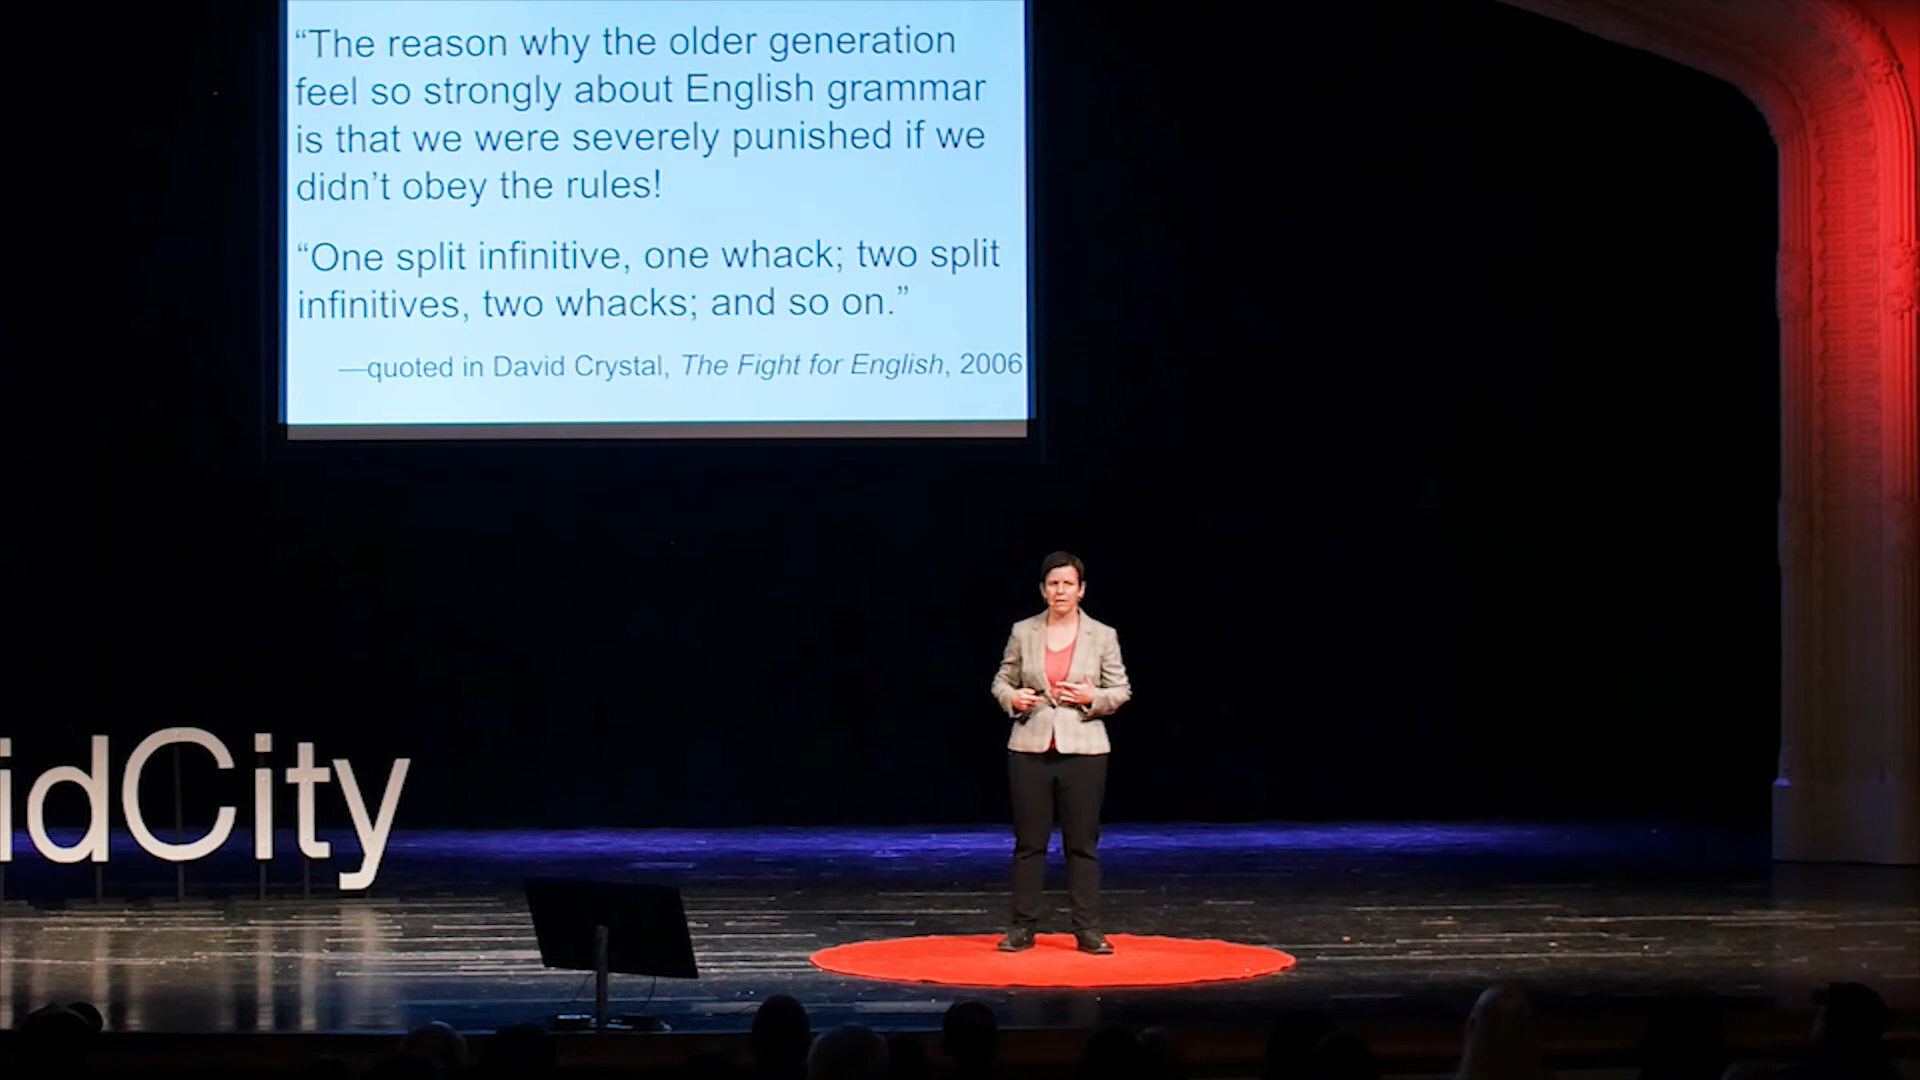 “The reason why the older generation
feel so strongly about English grammar
is that we were severely punished if we
didn’t obey the rules!
“One split infinitive, one whack; two split
infinitives, two whacks; and so on.”
—quoted in David Crystal, The Fight for English, 2006
idCity